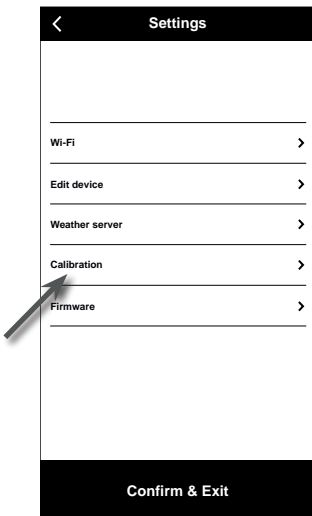 Settings
Wi-Fi
Edit device
Weather server
Calibration
Firmware
Confirm & Exit